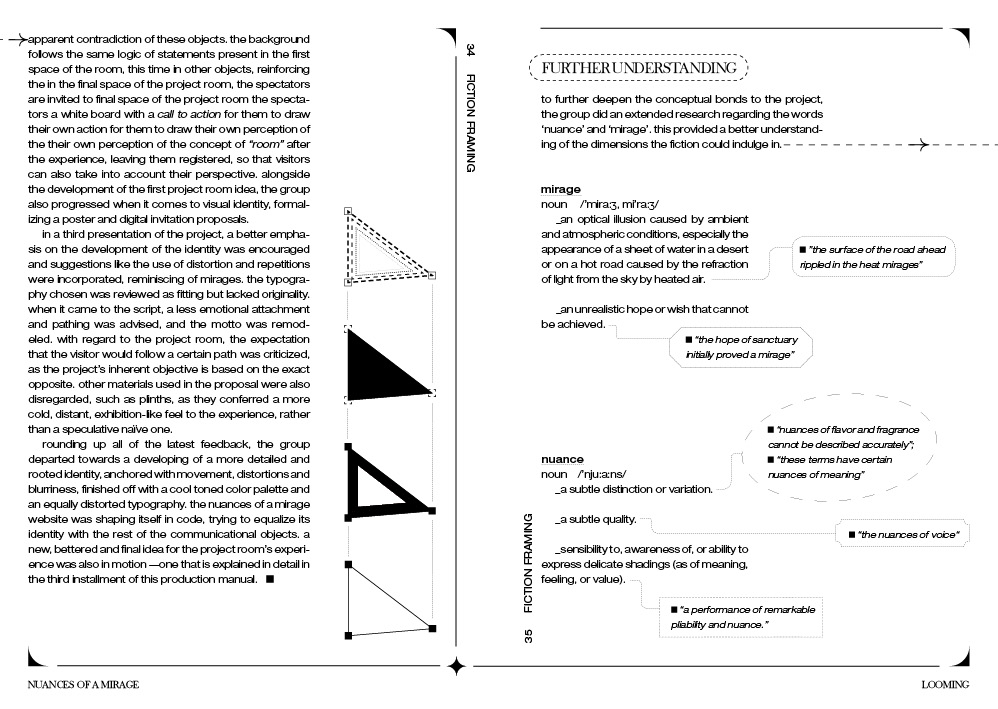 apparent contradiction of these objects. the background
follows the same logic of statements present in the first
space of the room, this time in other objects, reinforcing
the in the final space of the project room, the spectators
are invited to final space of the project room the specta-
tors a white board with a call to action for them to draw
their own action for them to draw their own perception of
the their own perception of the concept of "room" after
the experience, leaving them registered, so that visitors
can also take into account their perspective. alongside
the development of the first project room idea, the group
also progressed when it comes to visual identity, formal-
izing a poster and digital invitation proposals.
in a third presentation of the project, a better empha-
sis on the development of the identity was encouraged
and suggestions like the use of distortion and repetitions
were incorporated, reminiscing of mirages. the typogra-
phy chosen was reviewed as fitting but lacked originality.
when it came to the script, a less emotional attachment
and pathing was advised, and the motto was remod-
eled. with regard to the project room, the expectation
that the visitor would follow a certain path was criticized,
as the project's inherent objective is based on the exact
opposite. other materials used in the proposal were also
disregarded, such as plinths, as they conferred a more
cold, distant, exhibition-like feel to the experience, rather
than a speculative naïve one.
rounding up all of the latest feedback, the group
departed towards a developing of a more detailed and
rooted identity, anchored with movement, distortions and
blurriness, finished off with a cool toned color palette and
an equally distorted typography. the nuances of a mirage
website was shaping itself in code, trying to equalize its
identity with the rest of the communicational objects. a
new, bettered and final idea for the project room's experi-
ence was also in motion —one that is explained in detail in
the third installment of this production manual. ■
34 FICTION FRAMING
NUANCES OF A MIRAGE
FURTHER UNDERSTANDING
to further deepen the conceptual bonds to the project,
the group did an extended research regarding the words
'nuance' and 'mirage'. this provided a better understand-
ing of the dimensions the fiction could indulge in.
mirage
noun /'mira:ʒ, mi'ra:ʒ/
_an optical illusion caused by ambient
and atmospheric conditions, especially the
appearance of a sheet of water in a desert
or on a hot road caused by the refraction
of light from the sky by heated air.
■ "the surface of the road ahead
rippled in the heat mirages"
_an unrealistic hope or wish that cannot
be achieved.
■ "the hope of sanctuary
initially proved a mirage"
nuance
noun /'nju:a:ns/
_a subtle distinction or variation.
■ "nuances of flavor and fragrance
cannot be described accurately";
■ "these terms have certain
nuances of meaning"
_a subtle quality.
■ "the nuances of voice"
_sensibility to, awareness of, or ability to
express delicate shadings (as of meaning,
feeling, or value).
■ "a performance of remarkable
pliability and nuance."
35 FICTION FRAMING
LOOMING